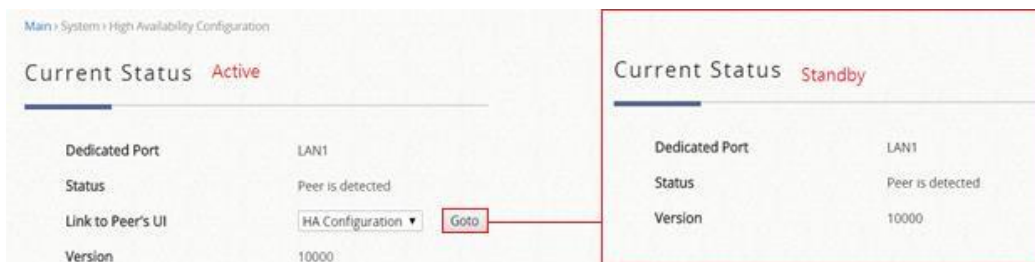 Main › System › High Availability Configuration
Current Status Active
Dedicated Port LAN1
Status Peer is detected
Link to Peer's UI HA Configuration ▼ Goto
Version 10000
Current Status Standby
Dedicated Port LAN1
Status Peer is detected
Version 10000